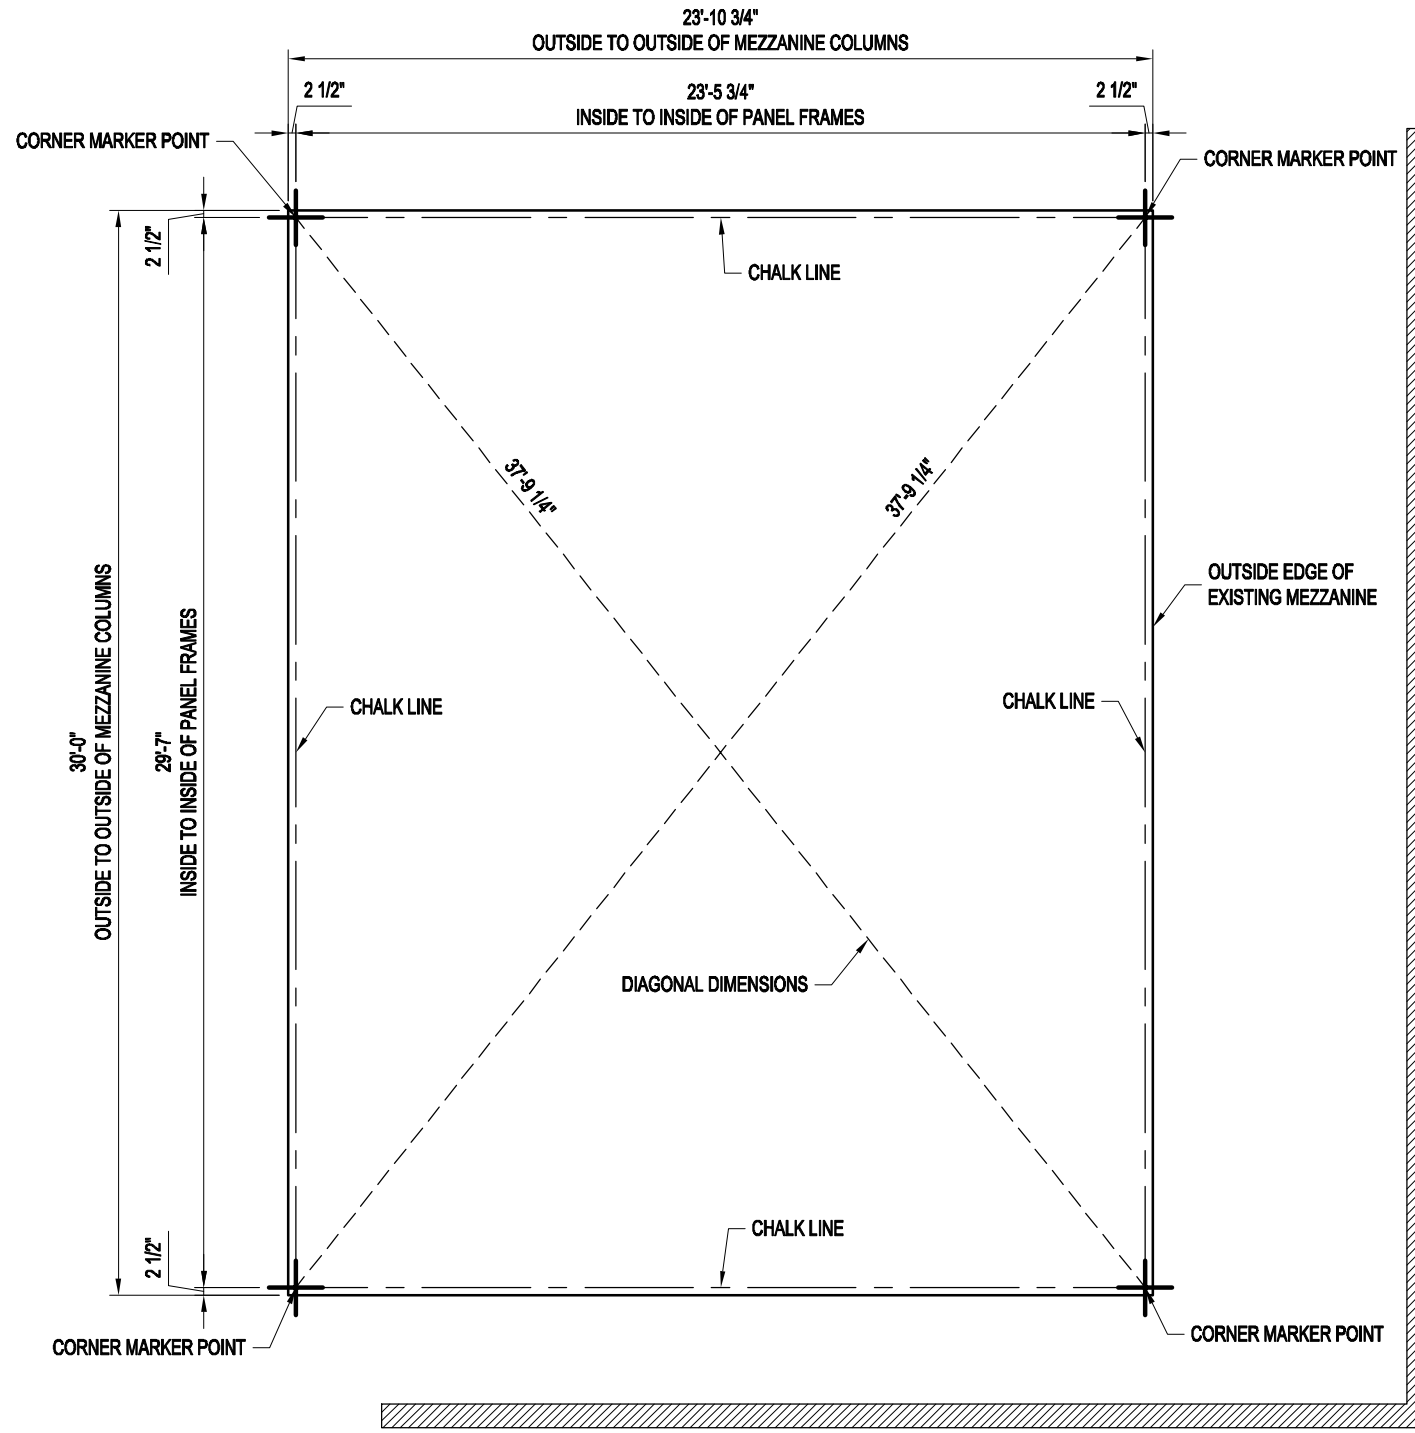 23'-10 3/4"
OUTSIDE TO OUTSIDE OF MEZZANINE COLUMNS
2 1/2"
23'-5 3/4"
INSIDE TO INSIDE OF PANEL FRAMES
2 1/2"
CORNER MARKER POINT
CORNER MARKER POINT
2 1/2"
CHALK LINE
37'-9 1/4"
37'-9 1/4"
OUTSIDE EDGE OF
EXISTING MEZZANINE
30'-0"
OUTSIDE TO OUTSIDE OF MEZZANINE COLUMNS
29'-7"
INSIDE TO INSIDE OF PANEL FRAMES
CHALK LINE
CHALK LINE
DIAGONAL DIMENSIONS
2 1/2"
CHALK LINE
CORNER MARKER POINT
CORNER MARKER POINT